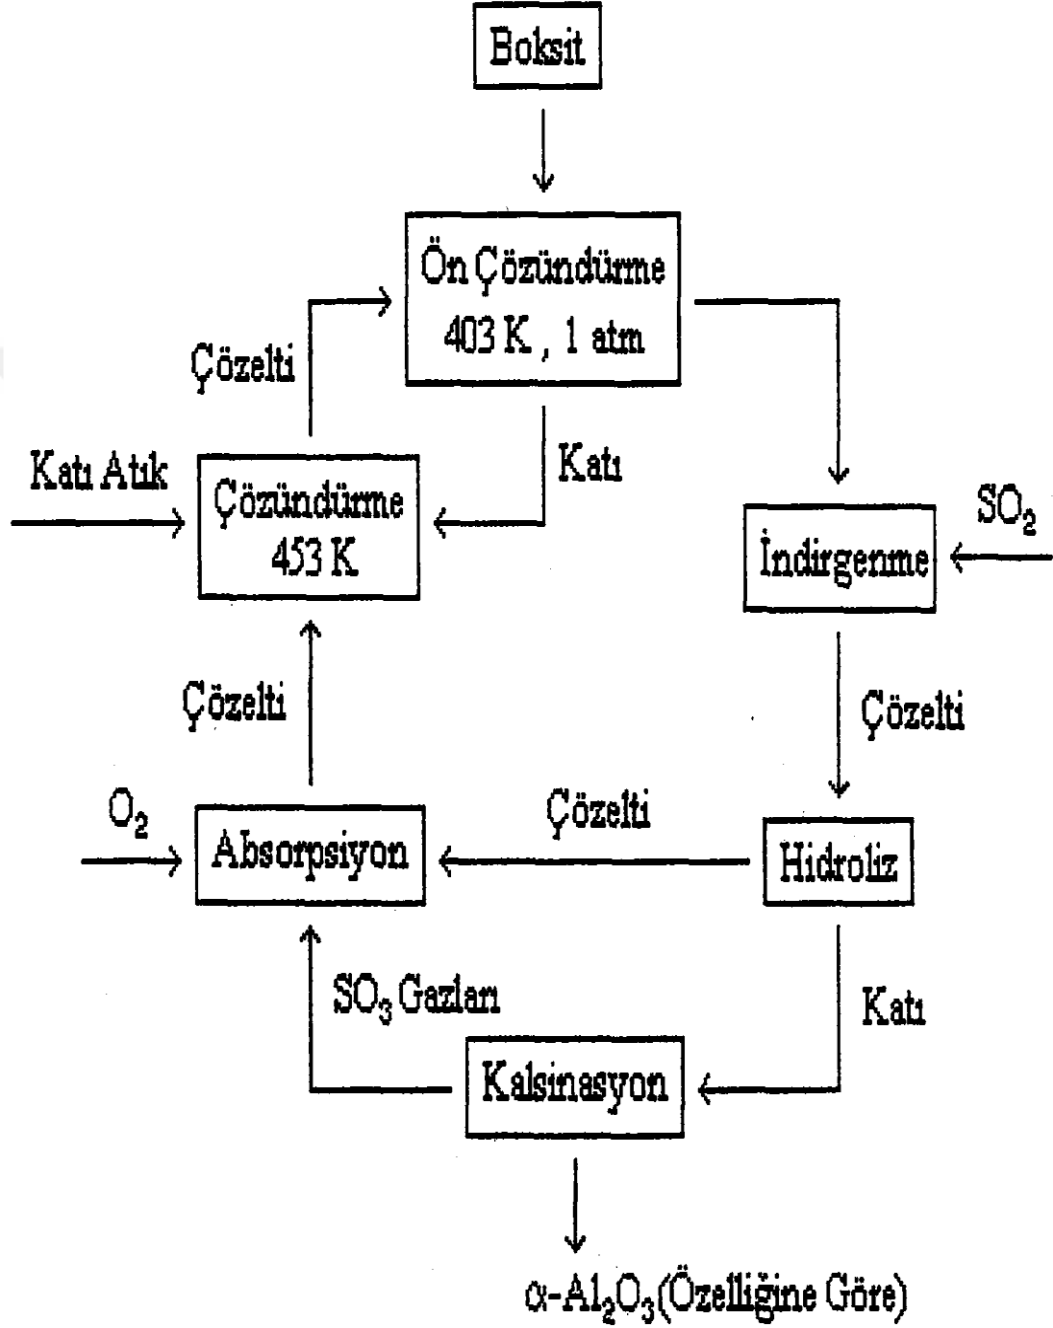 Boksit
Ön Çözündürme
403 K , 1 atm
Çözelti
Katı
Katı Atık
Çözündürme
453 K
SO₂
İndirgenme
Çözelti
Çözelti
O₂
Absorpsiyon
Çözelti
Hidroliz
SO₃ Gazları
Katı
Kalsinasyon
α-Al₂O₃(Özelliğine Göre)